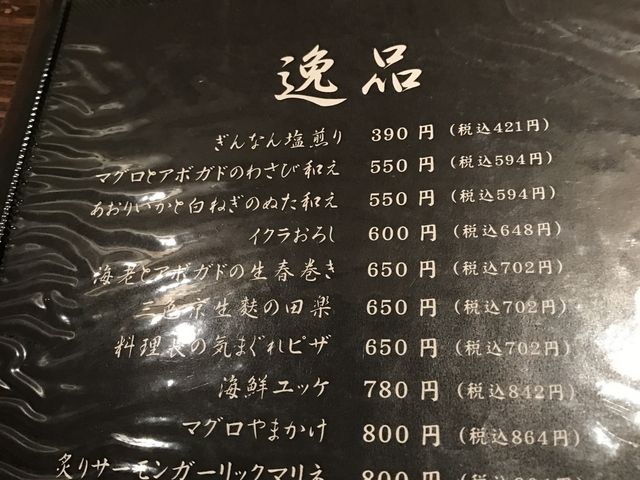 逸品
ぎんなん塩煎り 390円 (税込421円)
マグロとアボガドのわさび和え 550円 (税込594円)
あおりいかと白ねぎのぬた和え 550円 (税込594円)
イクラおろし 600円 (税込648円)
海老とアボガドの生春巻き 650円 (税込702円)
二色京生麩の田楽 650円 (税込702円)
料理長の気まぐれピザ 650円 (税込702円)
海鮮ユッケ 780円 (税込842円)
マグロやまかけ 800円 (税込864円)
炙りサーモンガーリックマリネ 800円